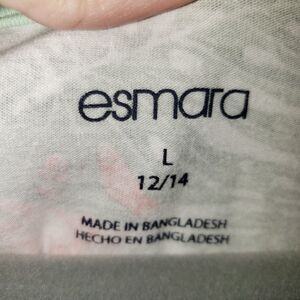 esmara
L
12/14
MADE IN BANGLADESH
HECHO EN BANGLADESH